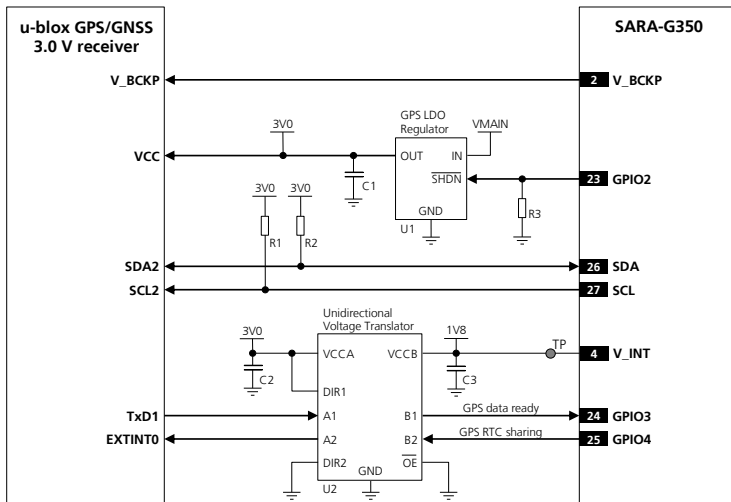 u-blox GPS/GNSS
3.0 V receiver
SARA-G350
V_BCKP
2
V_BCKP
GPS LDO
Regulator
VMAIN
3V0
VCC
OUT
IN
SHDN
23
GPIO2
C1
3V0
3V0
GND
R3
U1
R1
R2
SDA2
26
SDA
SCL2
27
SCL
Unidirectional
Voltage Translator
3V0
1V8
TP
VCCA
VCCB
4
V_INT
C2
C3
DIR1
TxD1
A1
B1
GPS data ready
24
GPIO3
EXTINT0
A2
B2
GPS RTC sharing
25
GPIO4
DIR2
OE
GND
U2